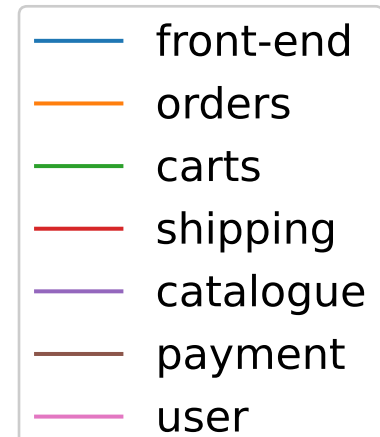 front-end
orders
carts
shipping
catalogue
payment
user